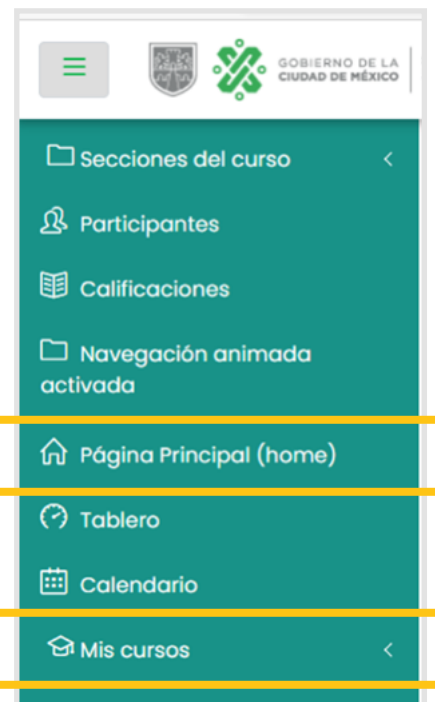 GOBIERNO DE LA
CIUDAD DE MÉXICO
Secciones del curso
Participantes
Calificaciones
Navegación animada
activada
Página Principal (home)
Tablero
Calendario
Mis cursos